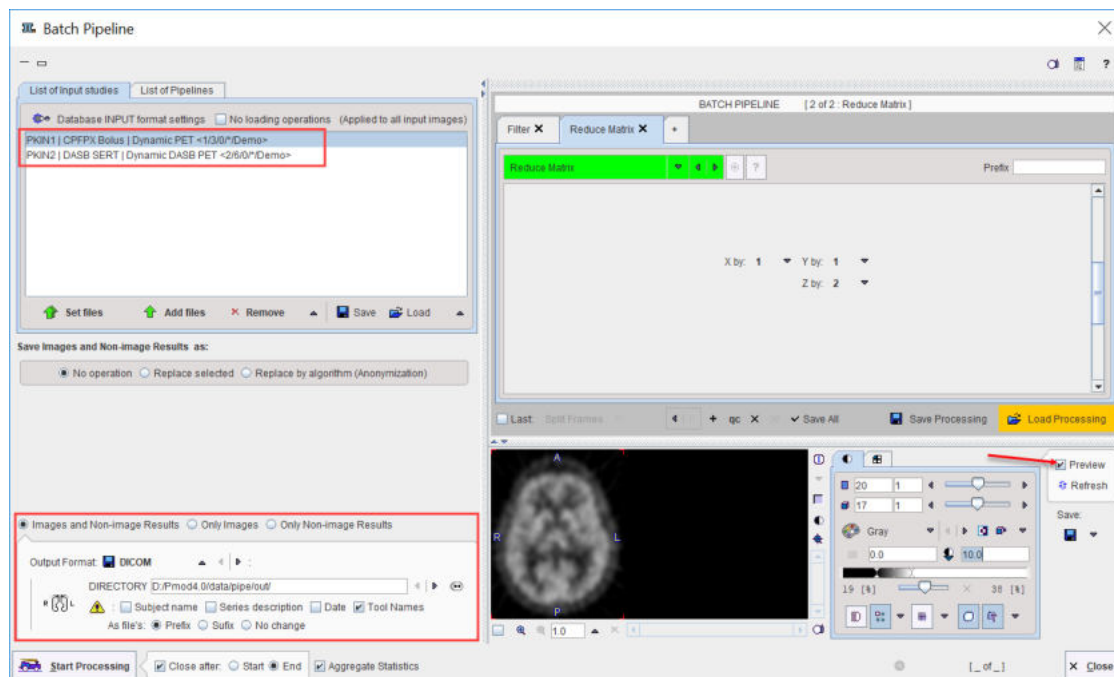 Batch Pipeline
List of Input studies List of Pipelines
Database INPUT format settings No loading operations (Applied to all input images)
PKIN1 | CPFPX Bolus | Dynamic PET <1/3/0/*/Demo>
PKIN2 | DASB SERT | Dynamic DASB PET <2/6/0/*/Demo>
Set files Add files Remove Save Load
Save Images and Non-image Results as:
No operation Replace selected Replace by algorithm (Anonymization)
Images and Non-image Results Only Images Only Non-image Results
Output Format: DICOM :
DIRECTORY D:/Pmod4.0/data/pipe/out/
R L : Subject name Series description Date Tool Names
As file's: Prefix Sufix No change
Start Processing Close after: Start End Aggregate Statistics
BATCH PIPELINE [ 2 of 2 : Reduce Matrix ]
Filter Reduce Matrix +
Reduce Matrix ? Prefix
X by: 1 Y by: 1
Z by: 2
Last: Split Frames + qc Save All Save Processing Load Processing
A
R L
P
1.0
20 1
17 1
Gray
0.0 10.0
19 [%] 38 [%]
Preview
Refresh
Save:
[ _ of _ ] Close